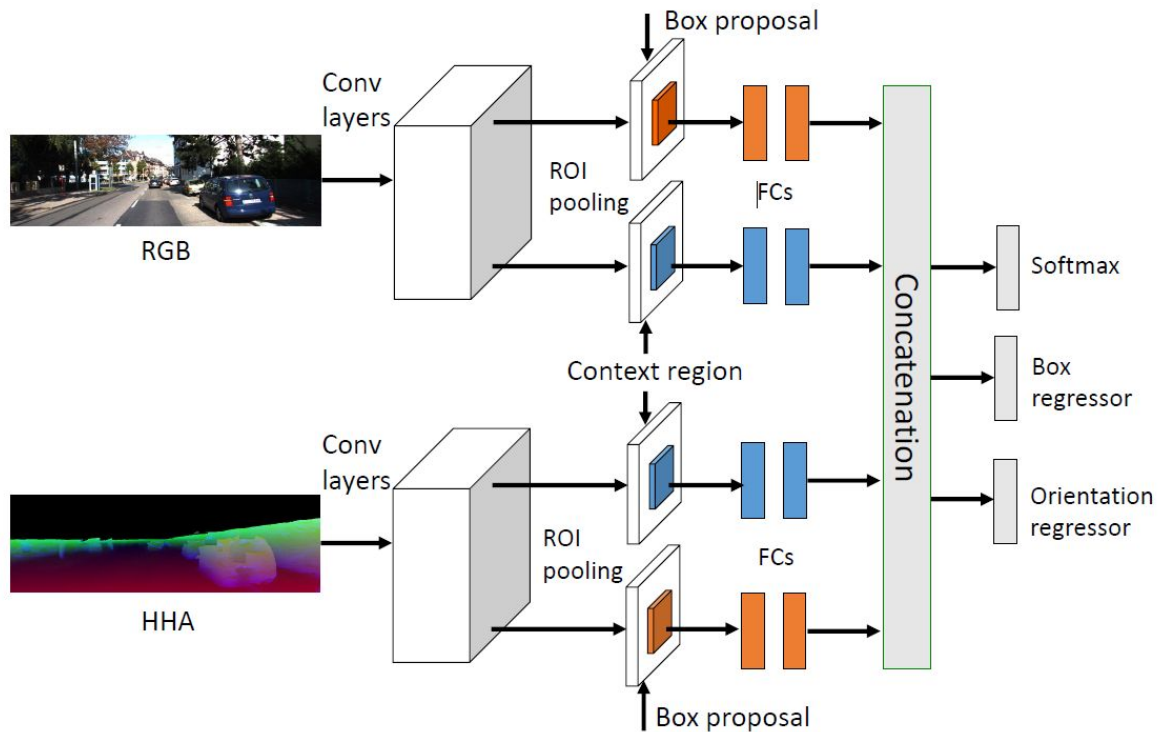 Box proposal
Conv
layers
ROI
pooling
FCs
RGB
Softmax
Concatenation
Context region
Box
regressor
Conv
layers
Orientation
regressor
ROI
pooling
FCs
HHA
Box proposal